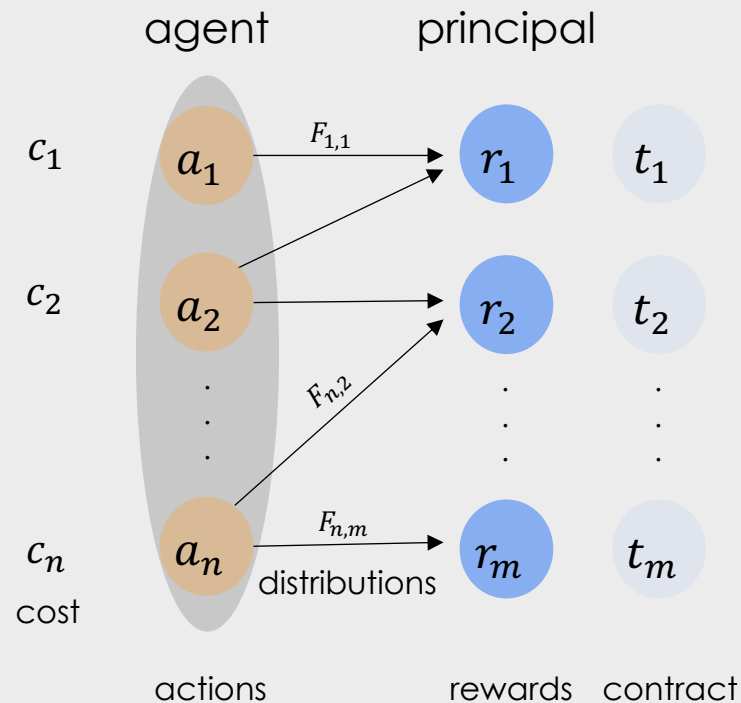 agent principal
c₁ a₁ F₁,₁ r₁ t₁
c₂ a₂ r₂ t₂
Fₙ,₂
. . .
. . .
. . .
cₙ aₙ Fₙ,ₘ rₘ tₘ
cost distributions
actions rewards contract